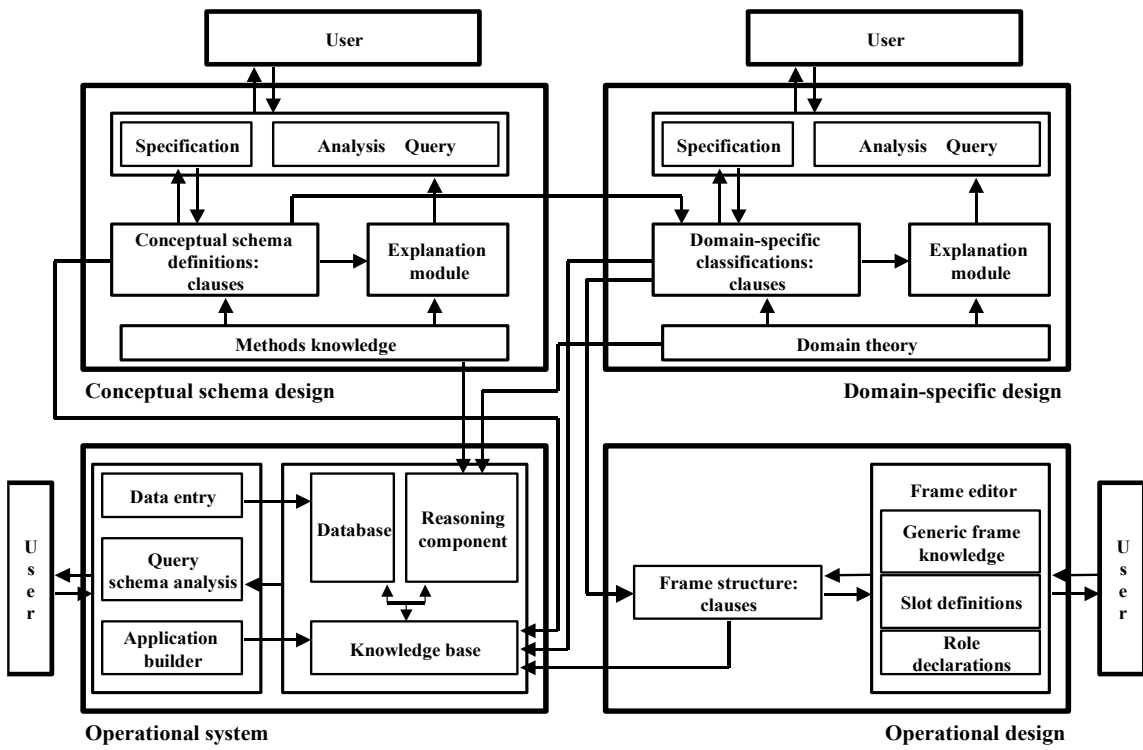 User
Specification
Analysis Query
Conceptual schema
definitions:
clauses
Explanation
module
Methods knowledge
Conceptual schema design
User
Specification
Analysis Query
Domain-specific
classifications:
clauses
Explanation
module
Domain theory
Domain-specific design
U
s
e
r
Data entry
Query
schema analysis
Application
builder
Database
Reasoning
component
Knowledge base
Operational system
Frame structure:
clauses
Frame editor
Generic frame
knowledge
Slot definitions
Role
declarations
Operational design
U
s
e
r